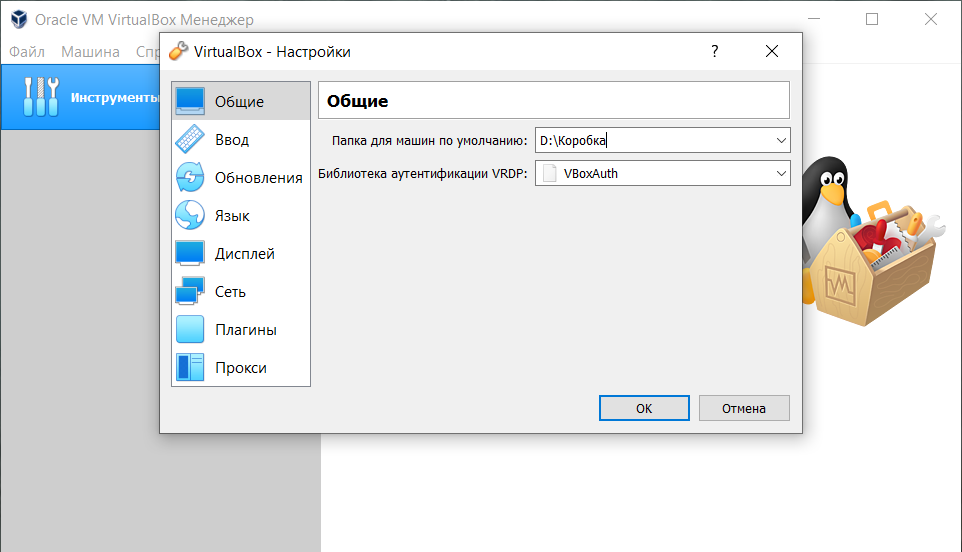 Oracle VM VirtualBox Менеджер
Файл Машина Спр
VirtualBox - Настройки ?
Инструменты
Общие
Ввод
Обновления
Язык
Дисплей
Сеть
Плагины
Прокси
Общие
Папка для машин по умолчанию: D:\Коробка
Библиотека аутентификации VRDP: VBoxAuth
OK Отмена